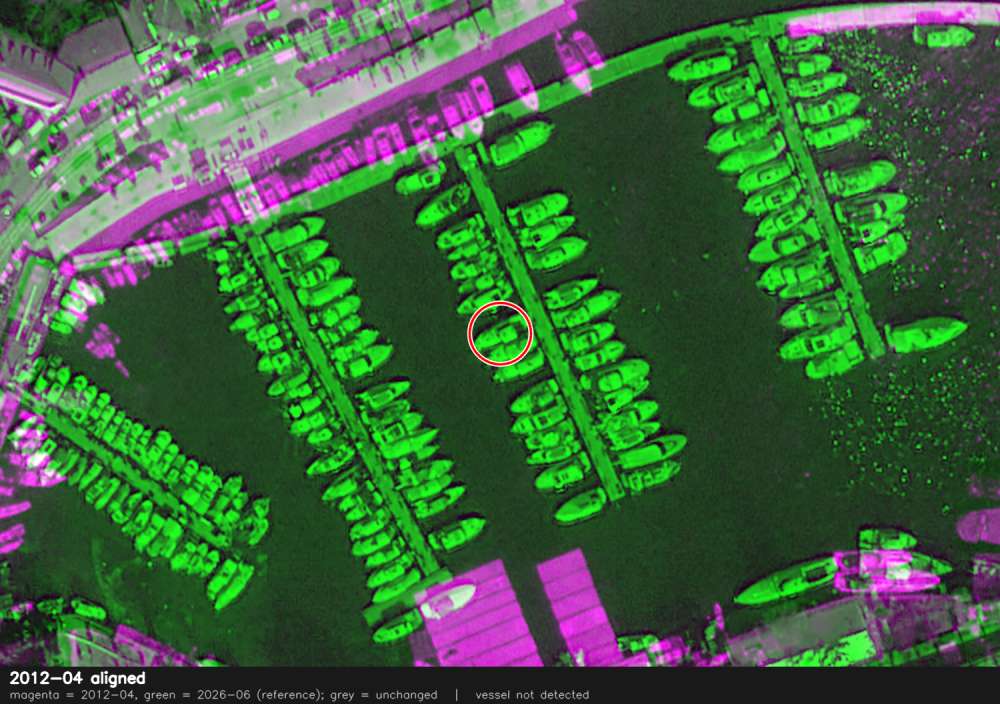 2012-04 aligned
magenta = 2012-04, green = 2026-06 (reference); grey = unchanged | vessel not detected